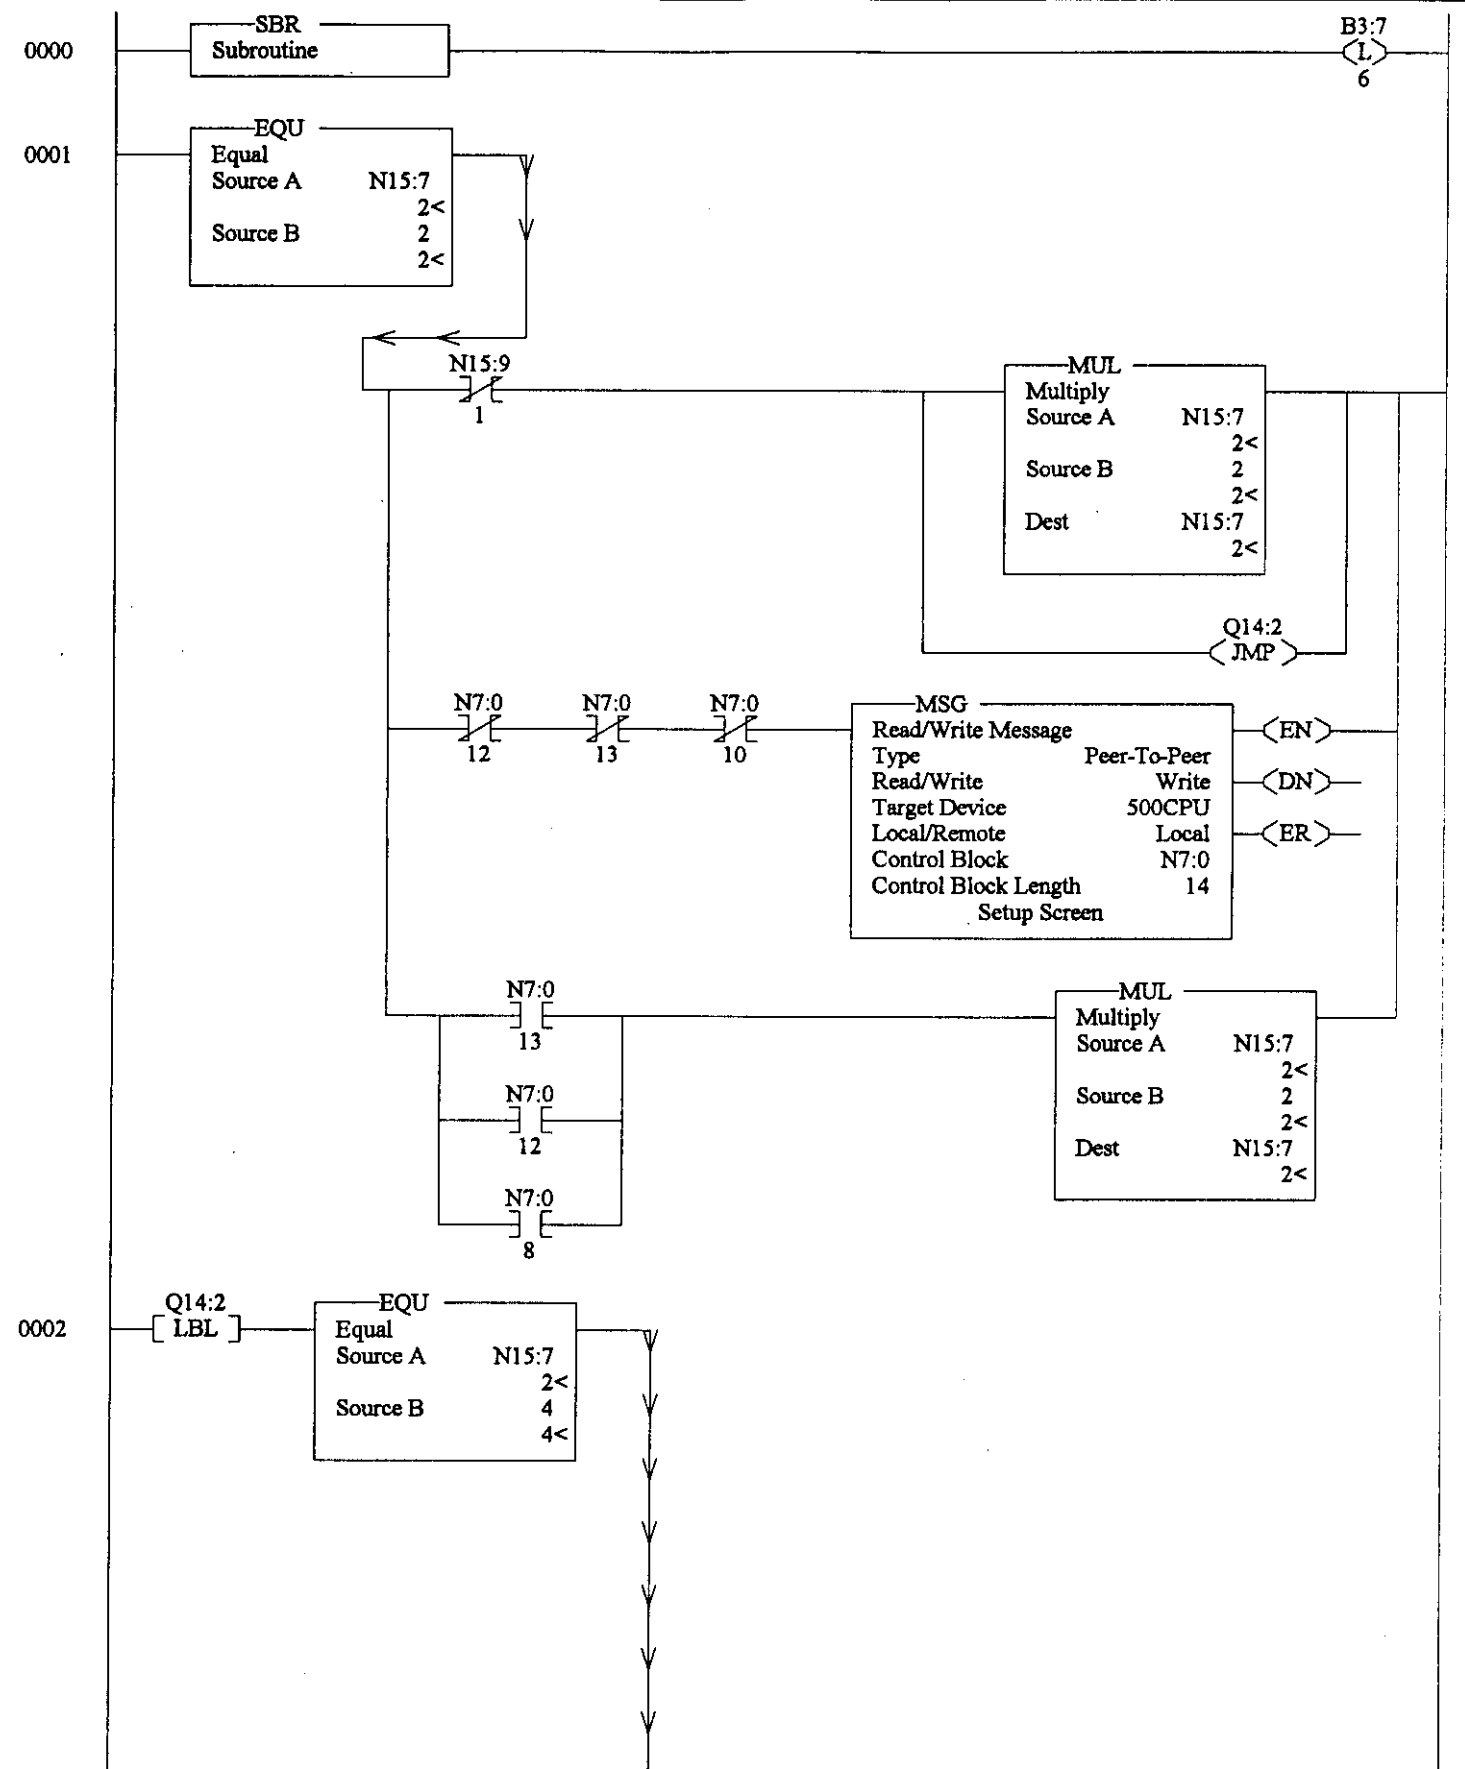 SBR
B3:7
0000
Subroutine
L
6
EQU
0001
Equal
Source A N15:7
2<
Source B 2
2<
N15:9
1
MUL
Multiply
Source A N15:7
2<
Source B 2
2<
Dest N15:7
2<
Q14:2
JMP
N7:0 N7:0 N7:0
12 13 10
MSG
Read/Write Message
Type Peer-To-Peer
Read/Write Write
Target Device 500CPU
Local/Remote Local
Control Block N7:0
Control Block Length 14
Setup Screen
EN
DN
ER
N7:0
13
N7:0
12
N7:0
8
MUL
Multiply
Source A N15:7
2<
Source B 2
2<
Dest N15:7
2<
0002
Q14:2
LBL
EQU
Equal
Source A N15:7
2<
Source B 4
4<